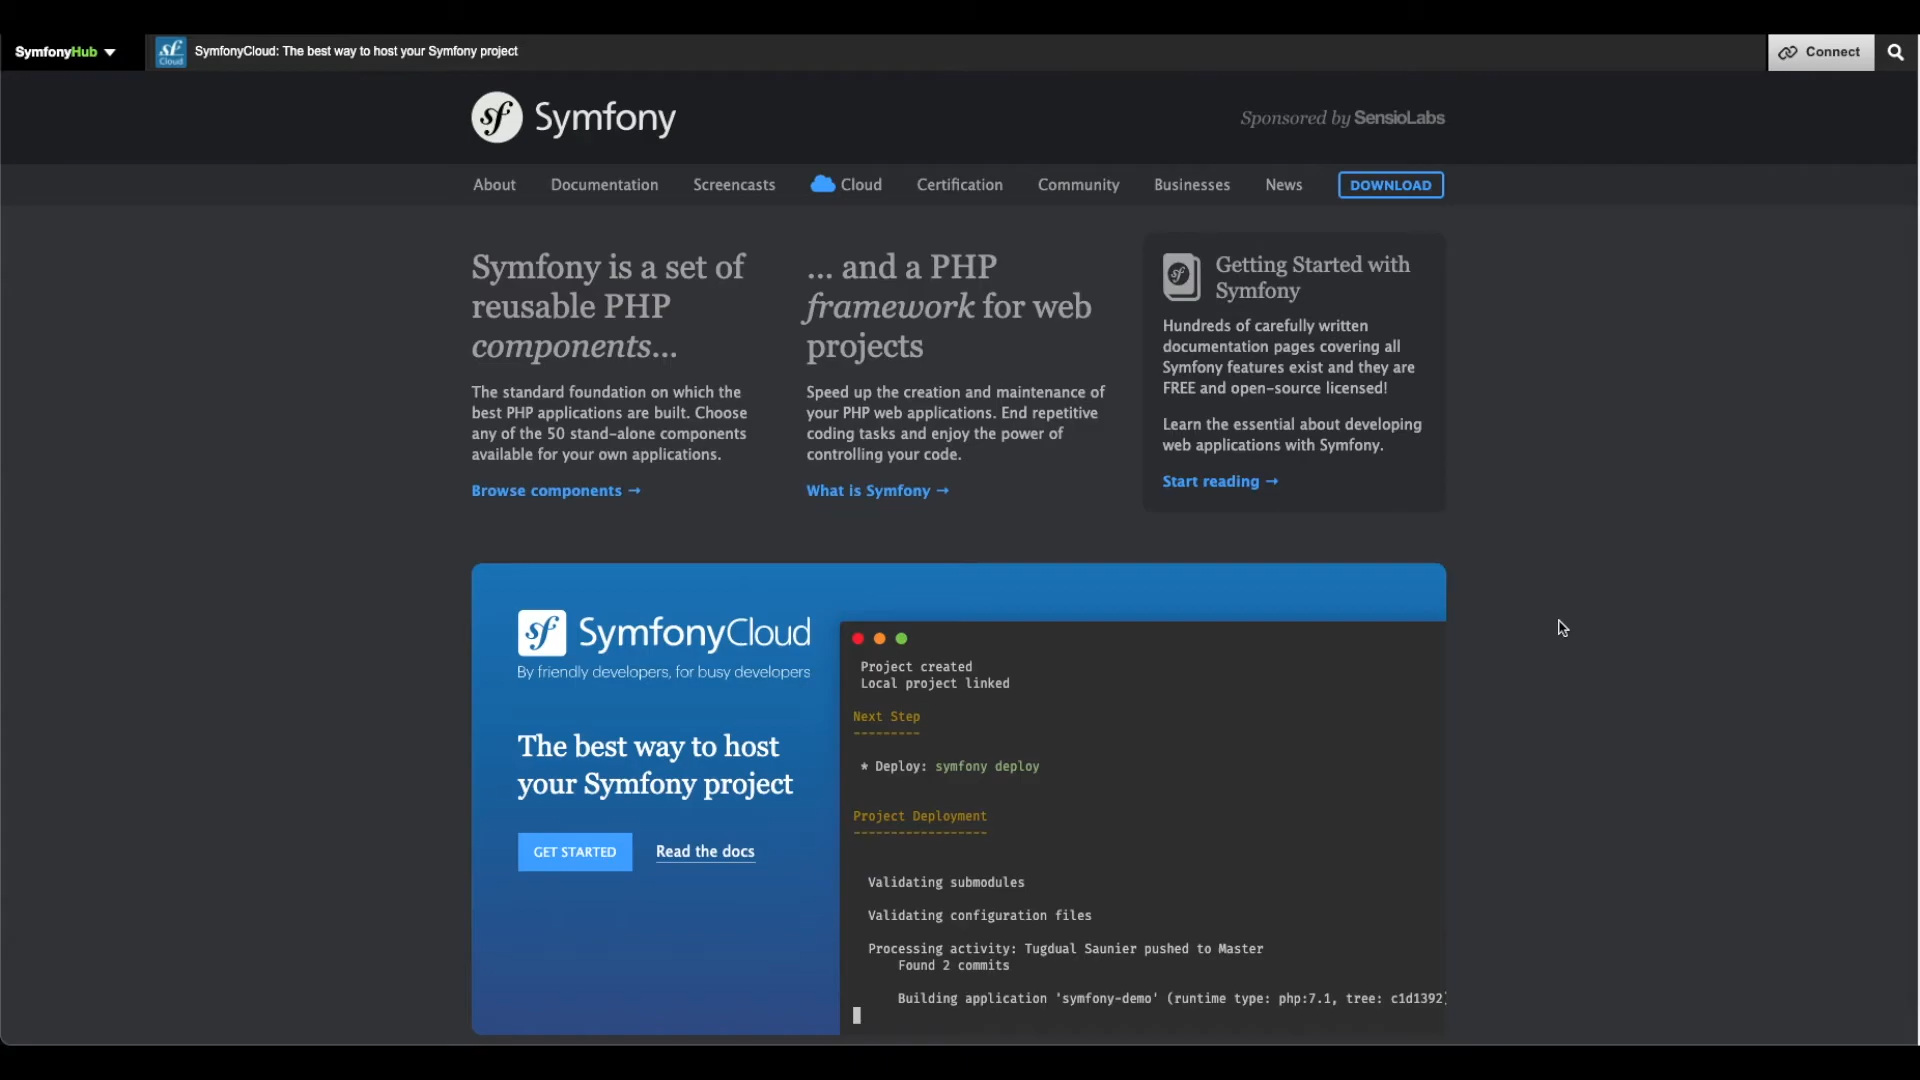 SymfonyHub
sf Cloud
SymfonyCloud: The best way to host your Symfony project
Connect
sf Symfony
Sponsored by SensioLabs
About
Documentation
Screencasts
Cloud
Certification
Community
Businesses
News
DOWNLOAD
Symfony is a set of
reusable PHP
components...
The standard foundation on which the
best PHP applications are built. Choose
any of the 50 stand-alone components
available for your own applications.
Browse components →
... and a PHP
framework for web
projects
Speed up the creation and maintenance of
your PHP web applications. End repetitive
coding tasks and enjoy the power of
controlling your code.
What is Symfony →
sf
Getting Started with
Symfony
Hundreds of carefully written
documentation pages covering all
Symfony features exist and they are
FREE and open-source licensed!
Learn the essential about developing
web applications with Symfony.
Start reading →
sf SymfonyCloud
By friendly developers, for busy developers
The best way to host
your Symfony project
GET STARTED
Read the docs
Project created
Local project linked
Next Step
---------
* Deploy: symfony deploy
Project Deployment
------------------
Validating submodules
Validating configuration files
Processing activity: Tugdual Saunier pushed to Master
Found 2 commits
Building application 'symfony-demo' (runtime type: php:7.1, tree: c1d1392)